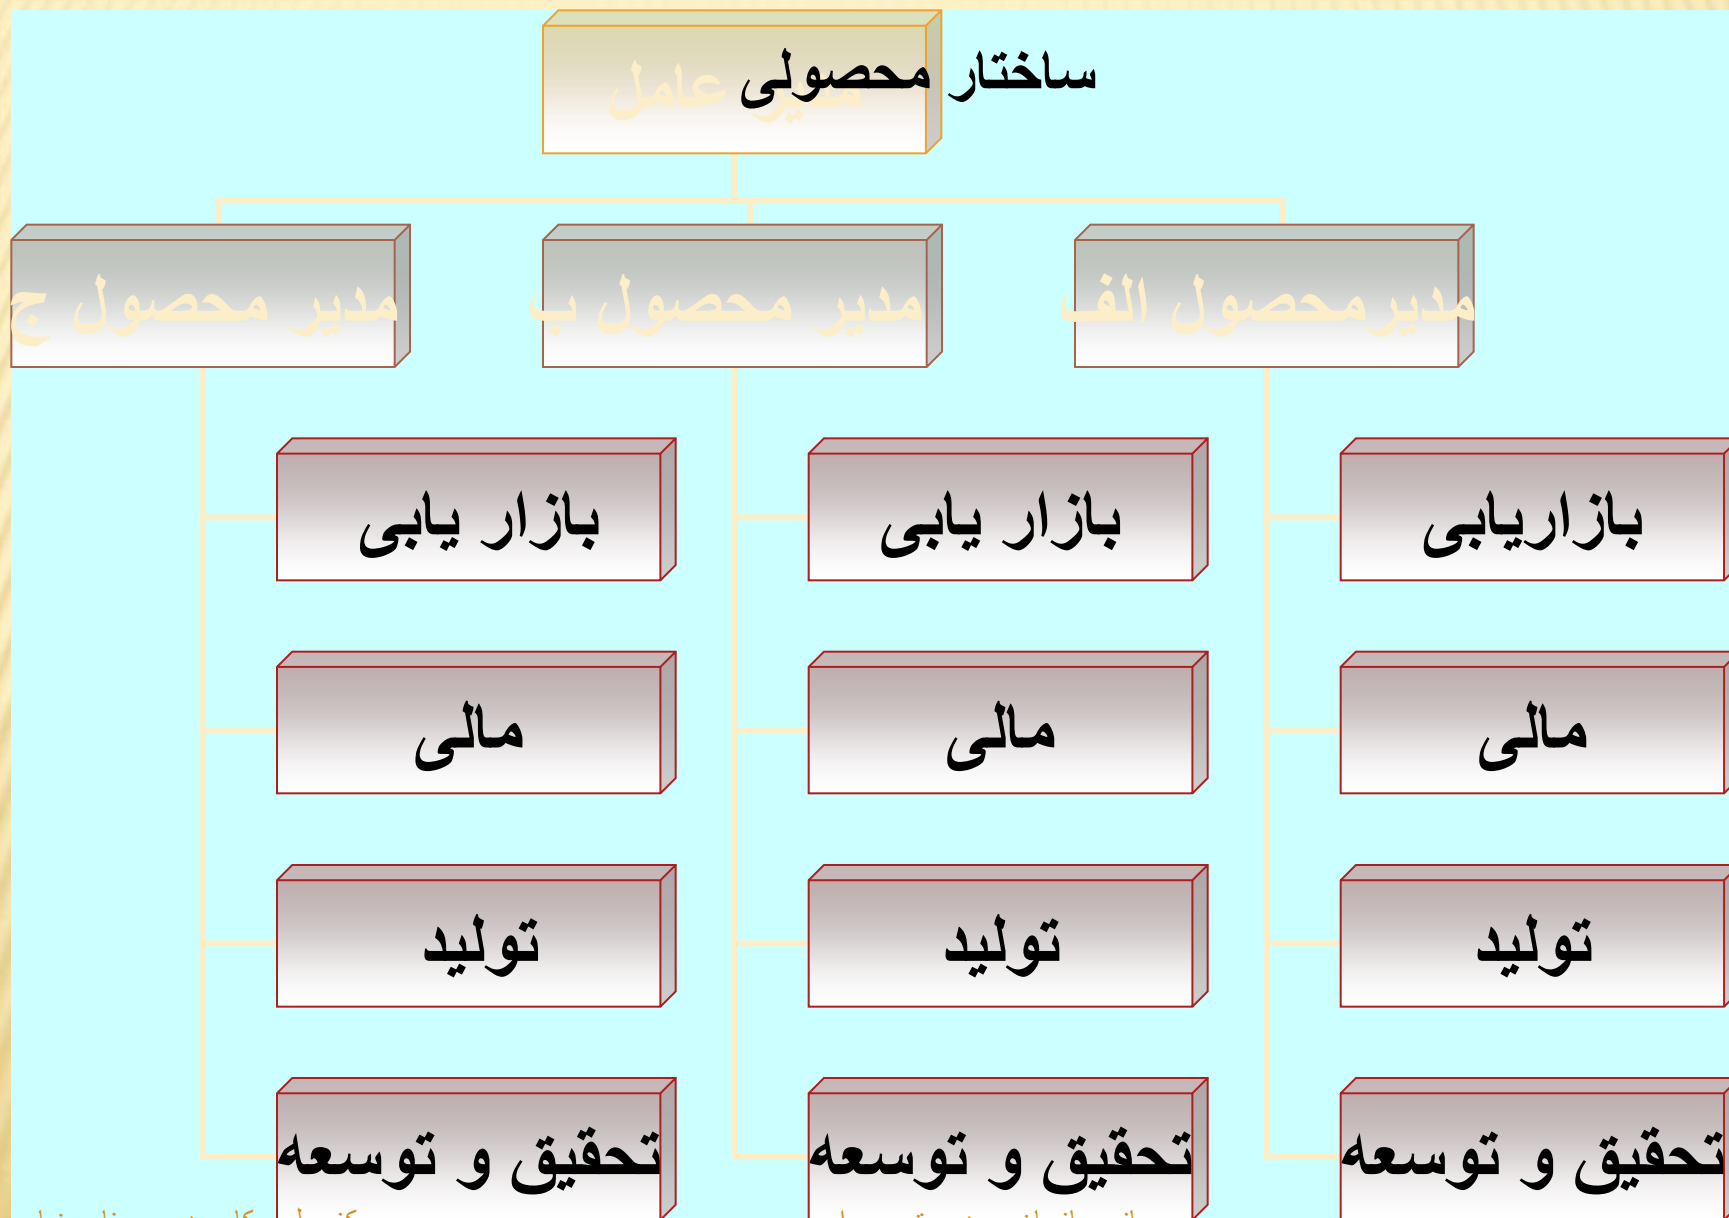 ساختار محصولی
مدیر عامل
مدیرمحصول الف
مدیر محصول ب
مدیر محصول ج
بازاریابی
بازار یابی
بازار یابی
مالی
مالی
مالی
تولید
تولید
تولید
تحقیق و توسعه
تحقیق و توسعه
تحقیق و توسعه